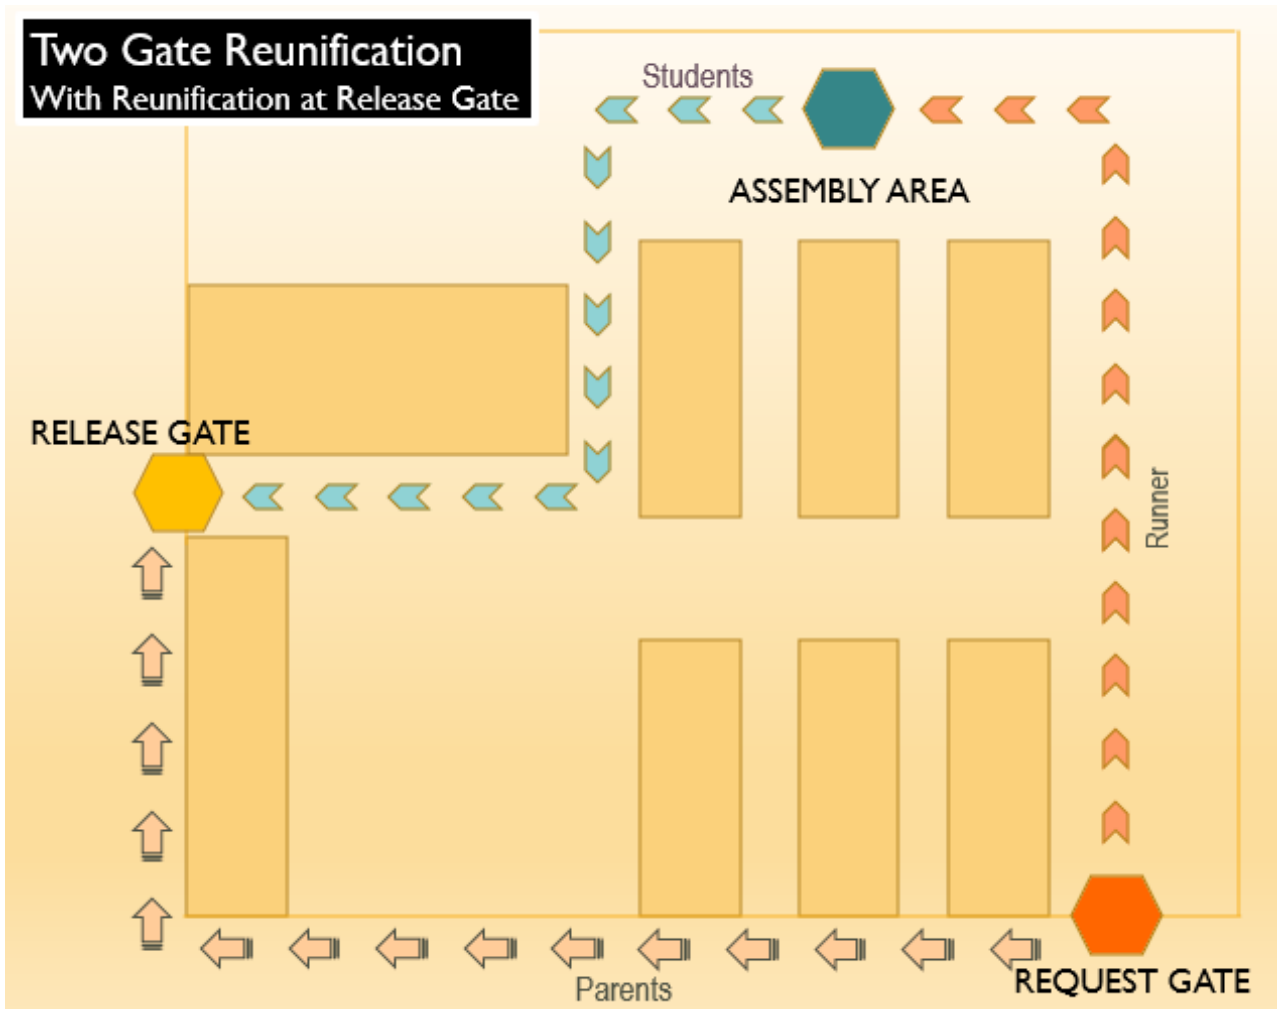 Two Gate Reunification
With Reunification at Release Gate
Students
ASSEMBLY AREA
RELEASE GATE
Runner
Parents
REQUEST GATE